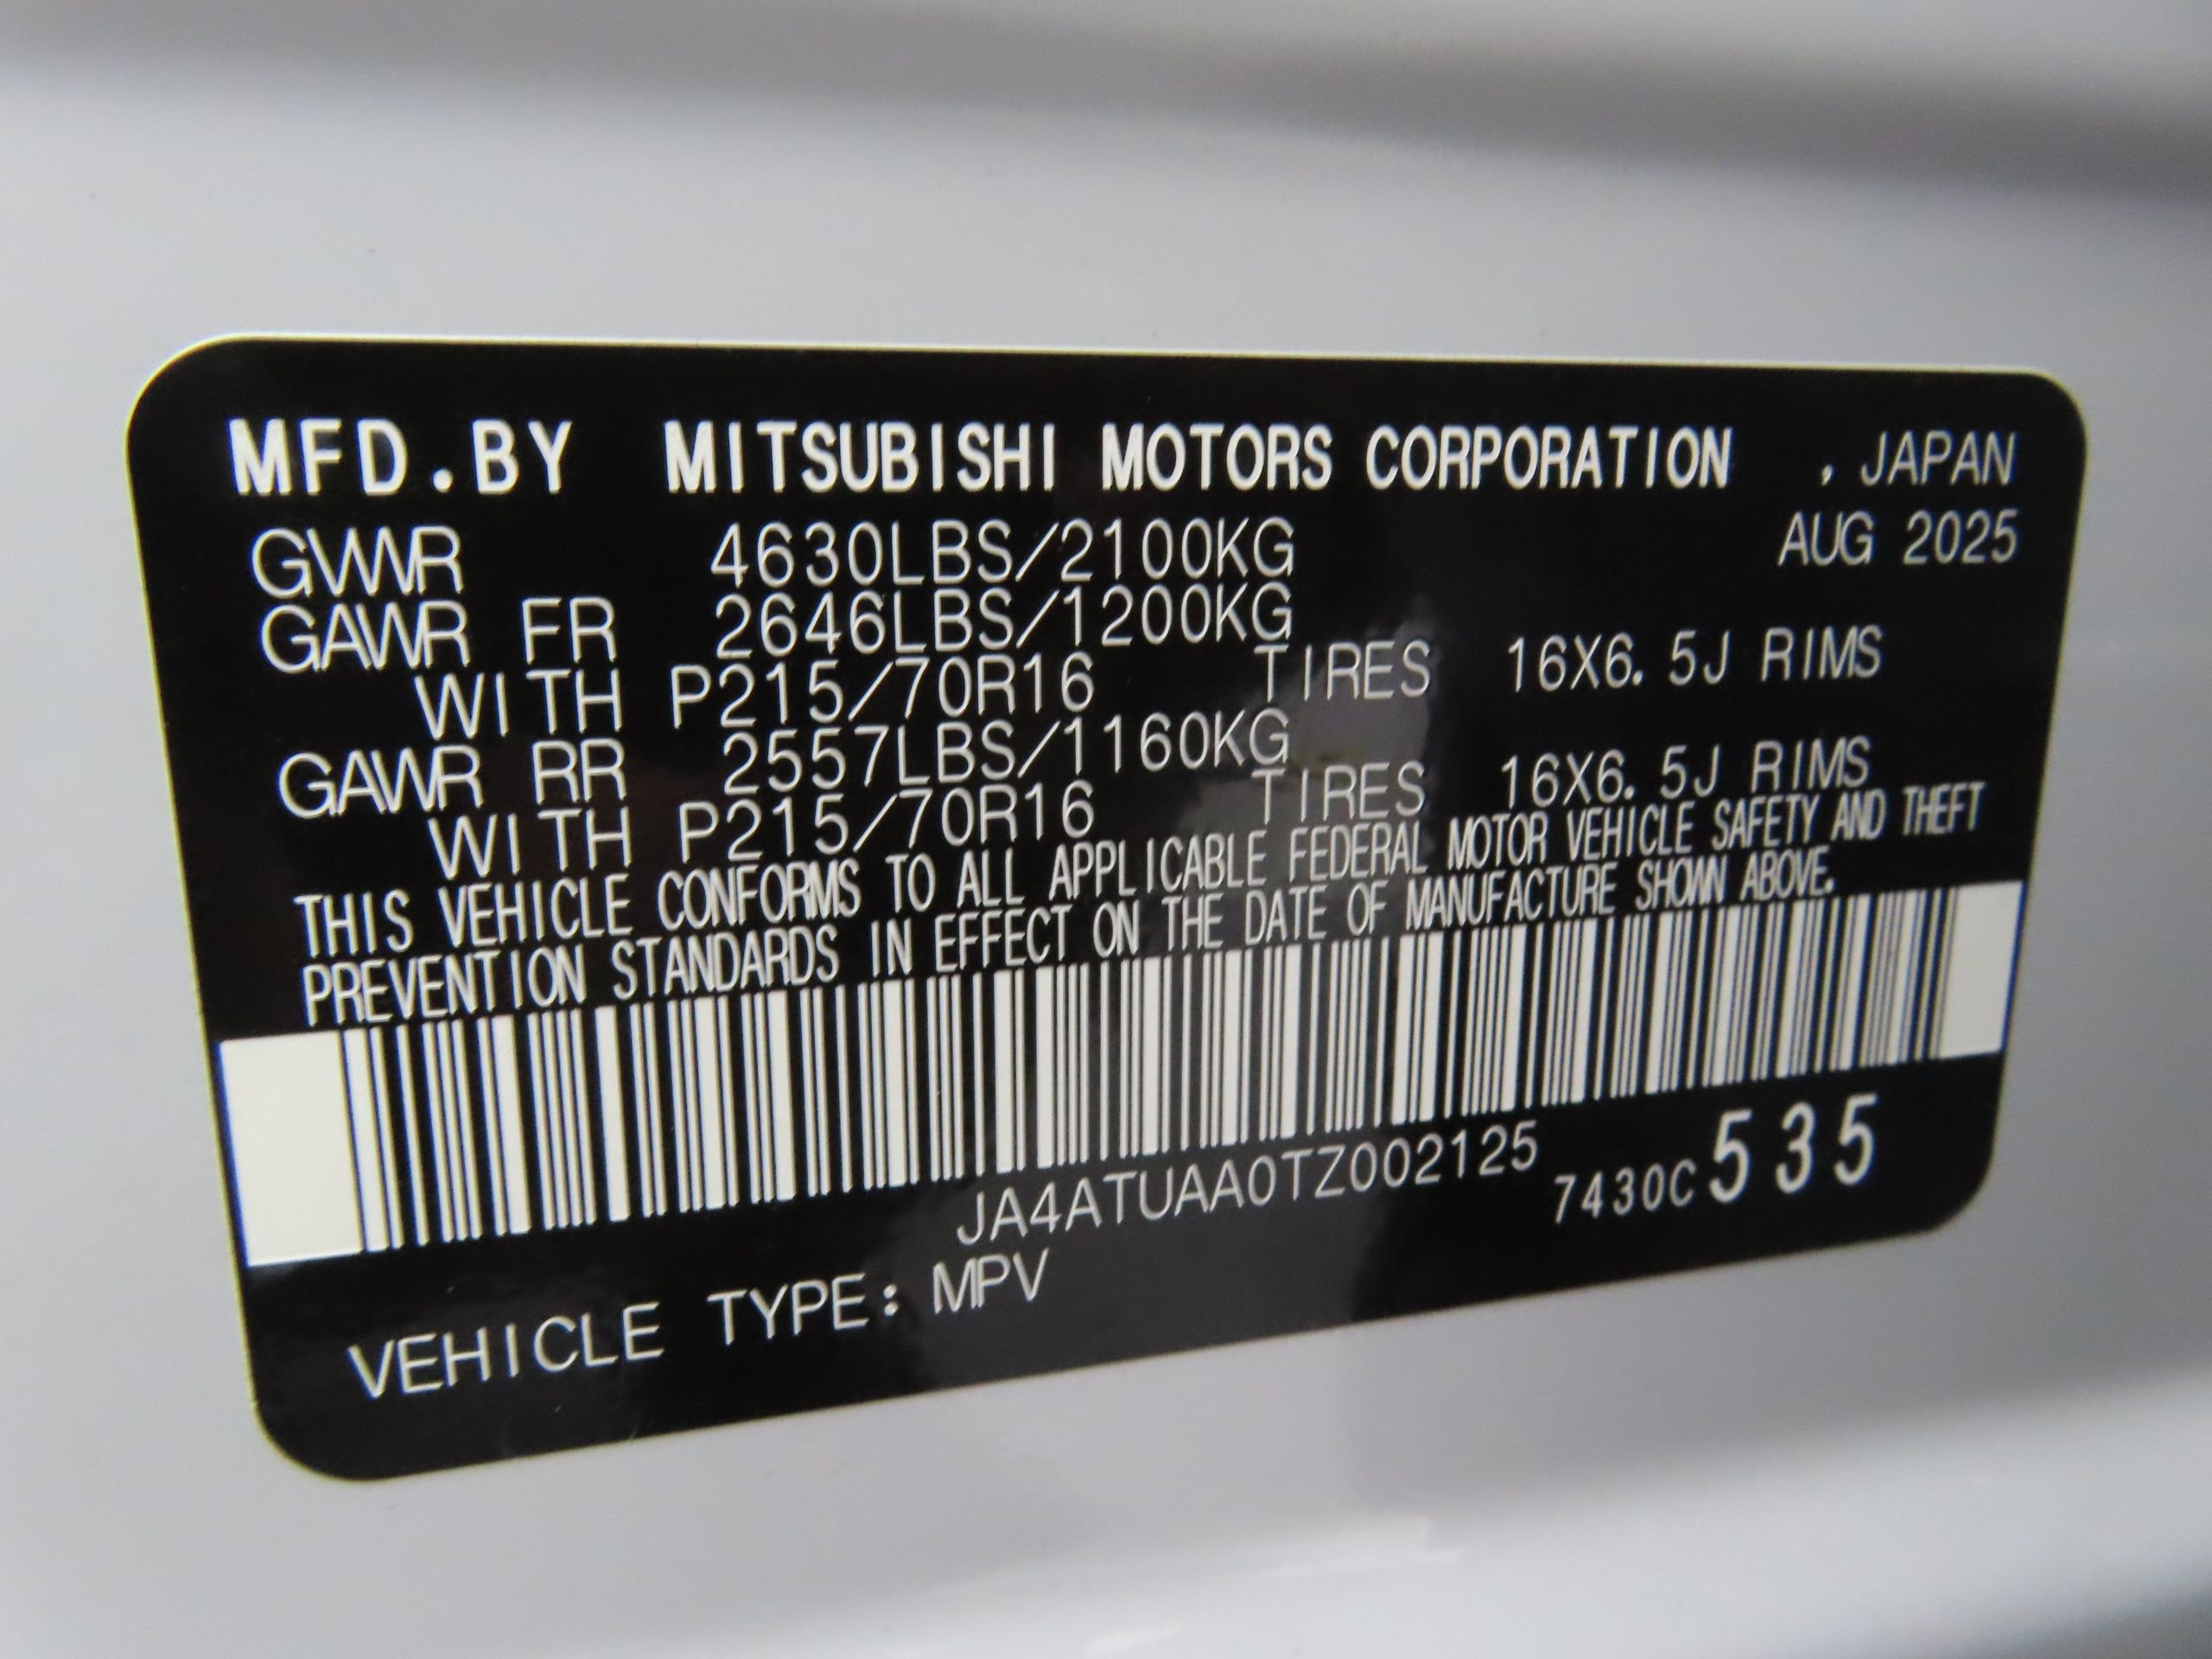 MFD.BY MITSUBISHI MOTORS CORPORATION , JAPAN
GVWR 4630LBS/2100KG AUG 2025
GAWR FR 2646LBS/1200KG
WITH P215/70R16 TIRES 16X6.5J RIMS
GAWR RR 2557LBS/1160KG
WITH P215/70R16 TIRES 16X6.5J RIMS
THIS VEHICLE CONFORMS TO ALL APPLICABLE FEDERAL MOTOR VEHICLE SAFETY AND THEFT
PREVENTION STANDARDS IN EFFECT ON THE DATE OF MANUFACTURE SHOWN ABOVE.
JA4ATUAA0TZ002125 7430C535
VEHICLE TYPE: MPV